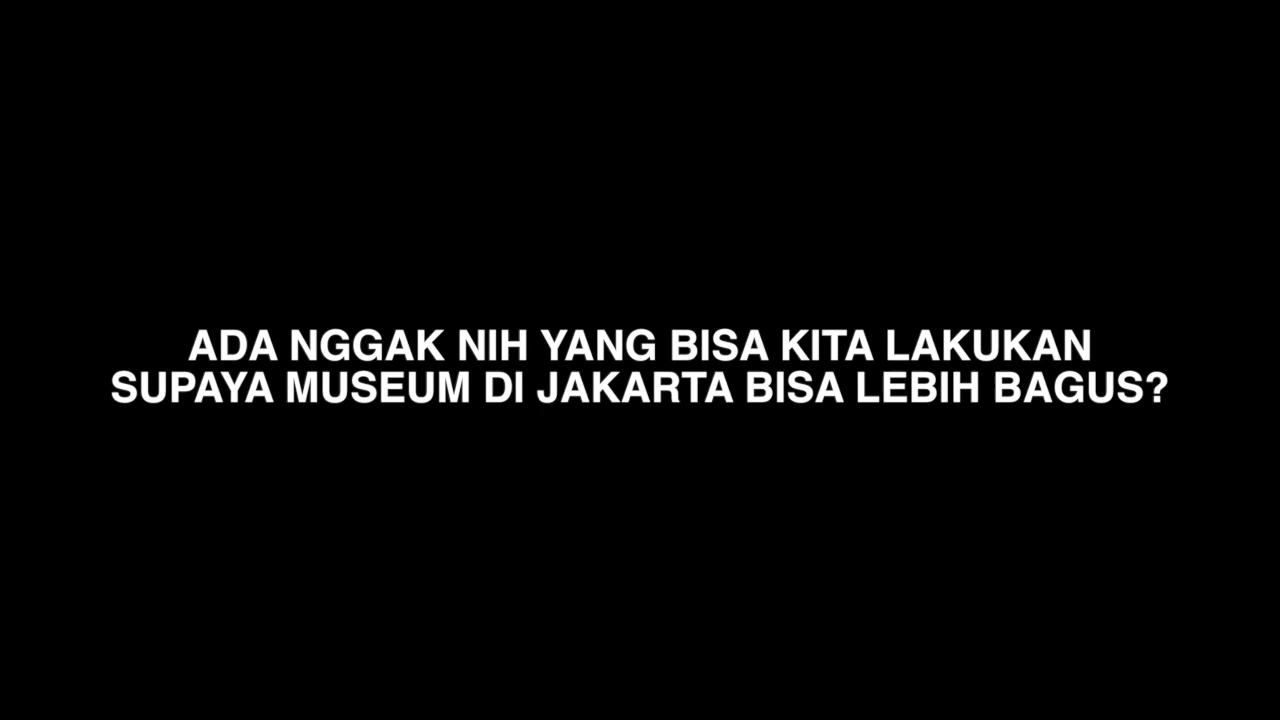 ADA NGGAK NIH YANG BISA KITA LAKUKAN
SUPAYA MUSEUM DI JAKARTA BISA LEBIH BAGUS?